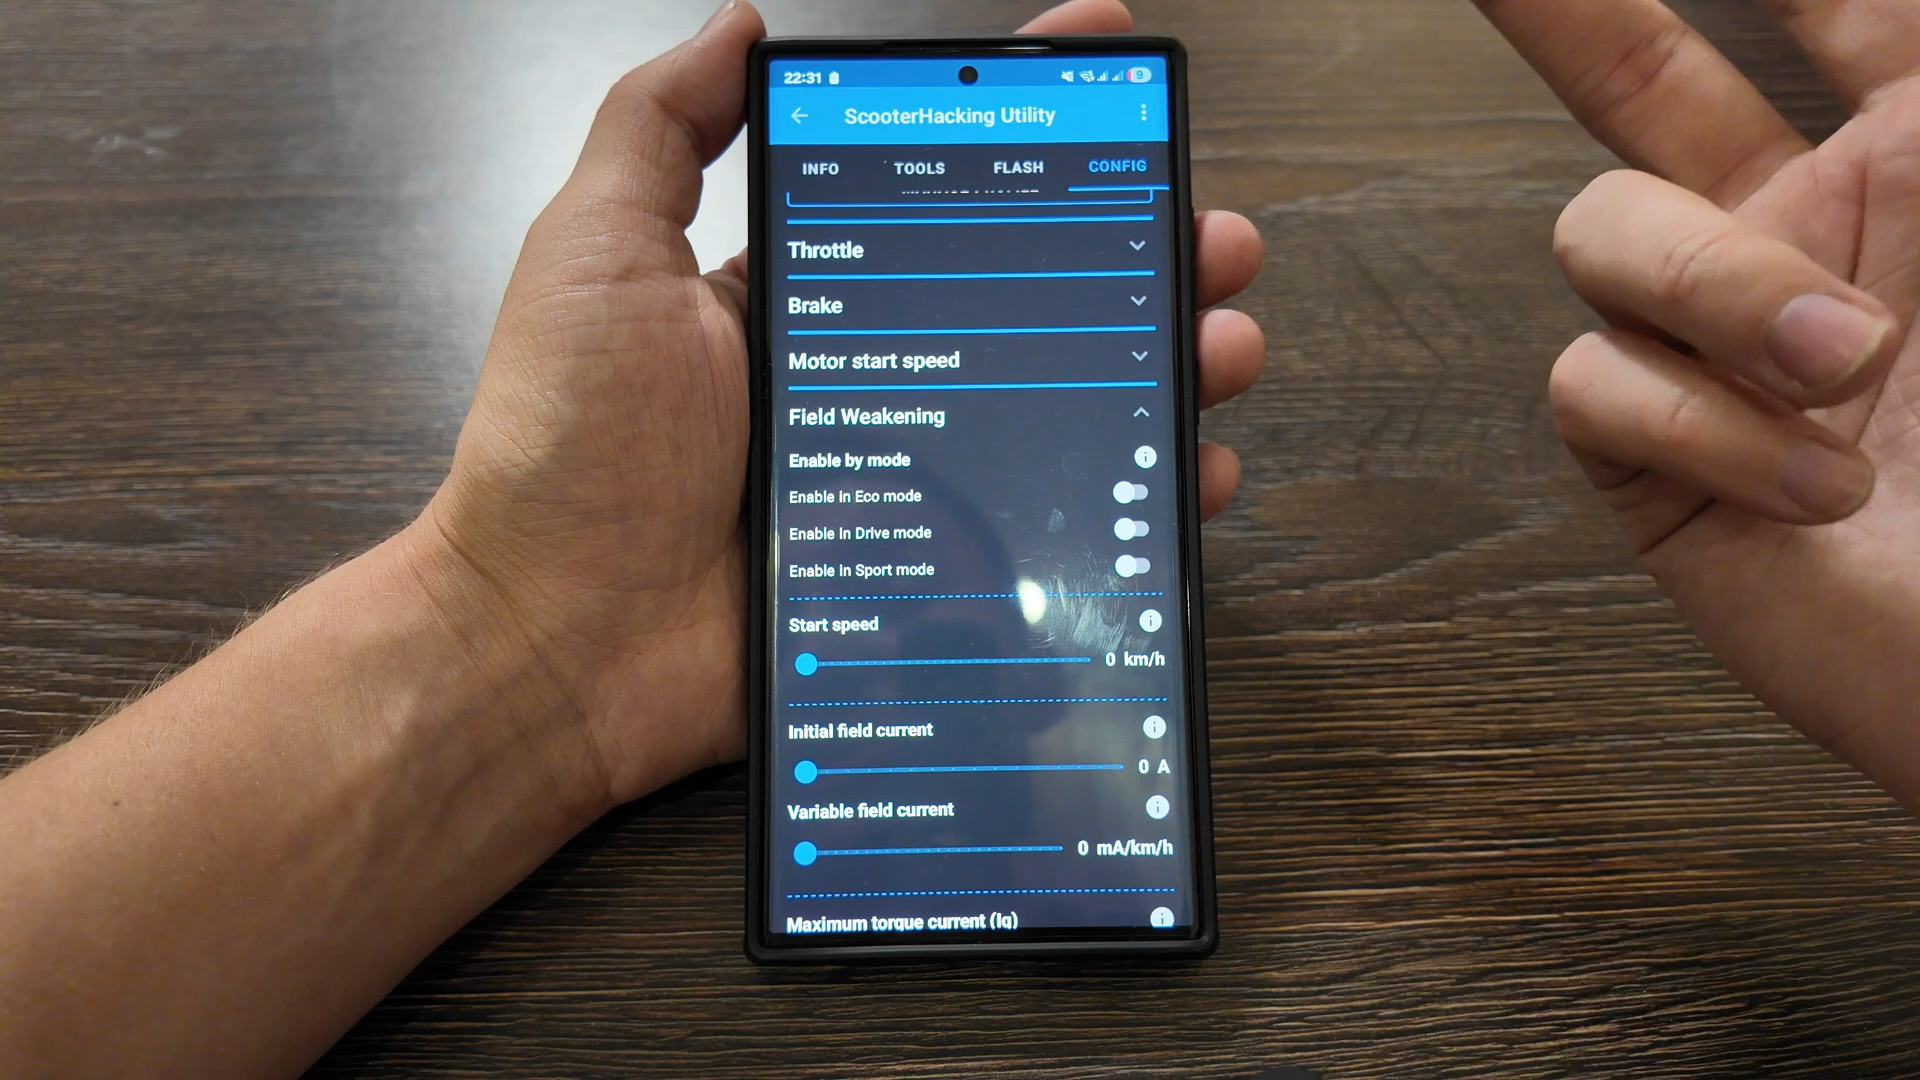 22:31 9
ScooterHacking Utility
INFO TOOLS FLASH CONFIG
Throttle
Brake
Motor start speed
Field Weakening
Enable by mode
Enable in Eco mode
Enable in Drive mode
Enable in Sport mode
Start speed
0 km/h
Initial field current
0 A
Variable field current
0 mA/km/h
Maximum torque current (Iq)